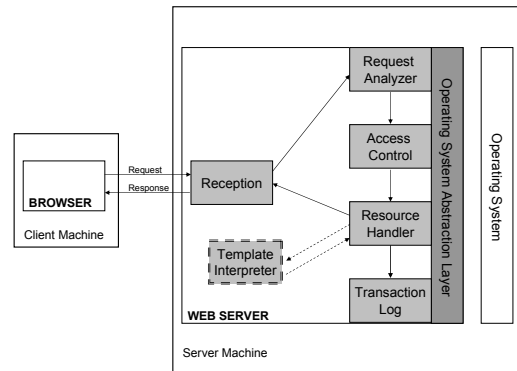 Request
Analyzer
Access
Control
Request
Response
Reception
BROWSER
Client Machine
Resource
Handler
Template
Interpreter
Transaction
Log
WEB SERVER
Server Machine
Operating System Abstraction Layer
Operating System